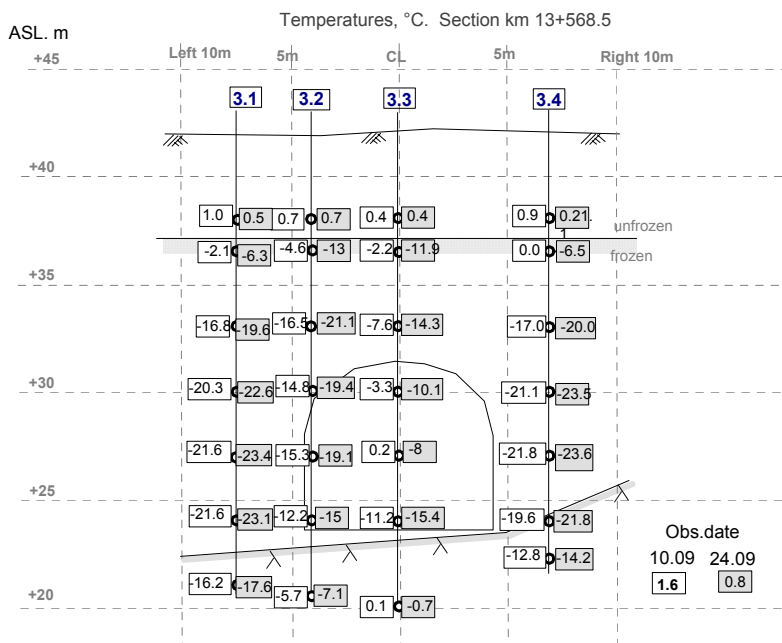 Temperatures, °C. Section km 13+568.5
ASL. m
Left 10m 5m CL 5m Right 10m
+45
3.1 3.2 3.3 3.4
+40
1.0 0.5 0.7 0.7 0.4 0.4 0.9 0.21.
1
unfrozen
-2.1 -6.3 -4.6 -13 -2.2 -11.9 0.0 -6.5
frozen
+35
-16.8 -19.6 -16.5 -21.1 -7.6 -14.3 -17.0 -20.0
+30
-20.3 -22.6 -14.8 -19.4 -3.3 -10.1 -21.1 -23.5
-21.6 -23.4 -15.3 -19.1 0.2 -8 -21.8 -23.6
+25
-21.6 -23.1 -12.2 -15 -11.2 -15.4 -19.6 -21.8
Obs.date
-12.8 -14.2
10.09 24.09
-16.2 -17.6
1.6 0.8
-5.7 -7.1
+20
0.1 -0.7